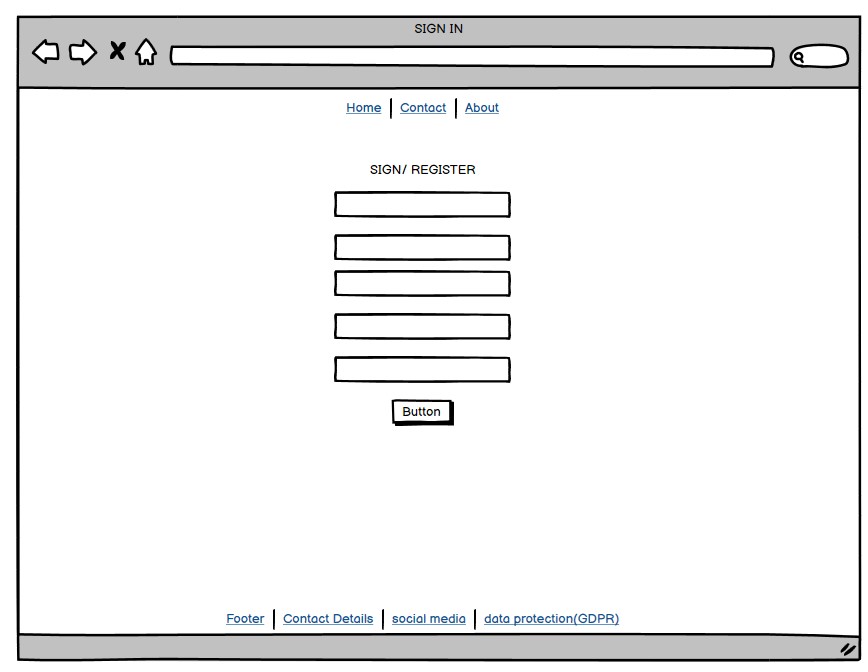 SIGN IN
Home | Contact | About
SIGN/ REGISTER
Button
Footer | Contact Details | social media | data protection(GDPR)